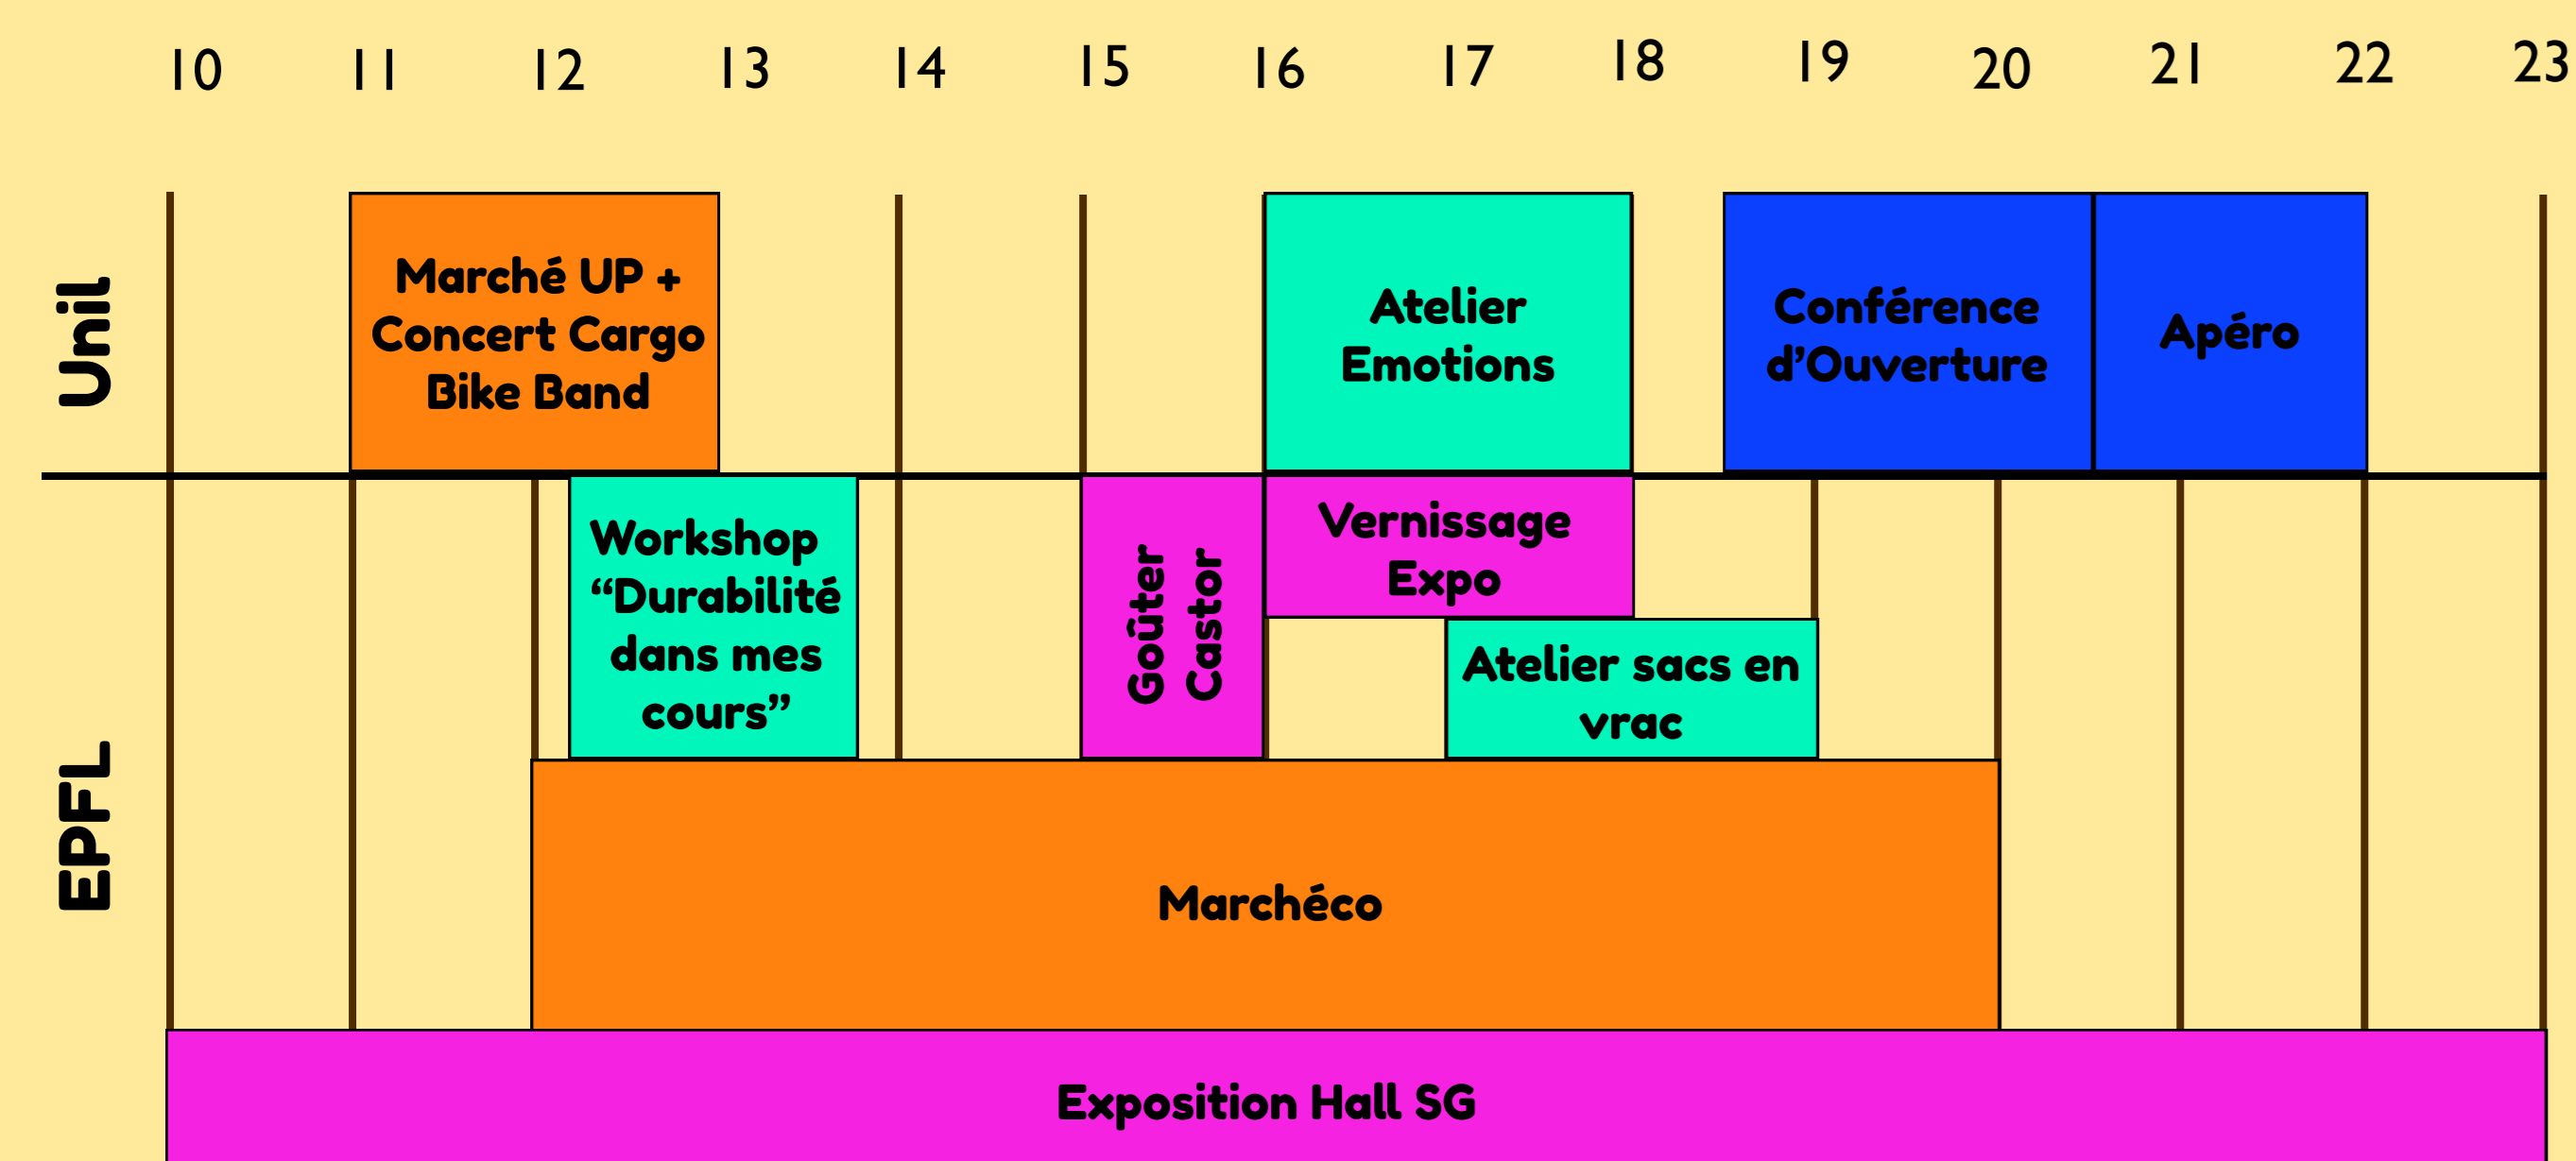 10 11 12 13 14 15 16 17 18 19 20 21 22 23
Unil
Marché UP +
Concert Cargo
Bike Band
Atelier
Emotions
Conférence
d’Ouverture
Apéro
EPFL
Workshop
“Durabilité
dans mes
cours”
Goûter
Castor
Vernissage
Expo
Atelier sacs en
vrac
Marchéco
Exposition Hall SG